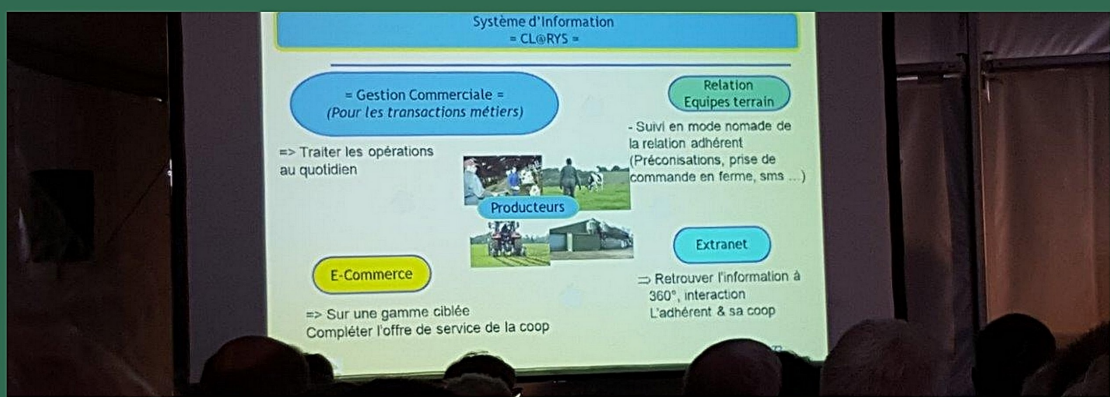 Système d'Information
= CL@RYS =
= Gestion Commerciale =
(Pour les transactions métiers)
=> Traiter les opérations
au quotidien
Relation
Equipes terrain
- Suivi en mode nomade de
la relation adhérent
(Préconisations, prise de
commande en ferme, sms ...)
Producteurs
E-Commerce
=> Sur une gamme ciblée
Compléter l'offre de service de la coop
Extranet
⇒ Retrouver l'information à
360°, interaction
L'adhérent & sa coop